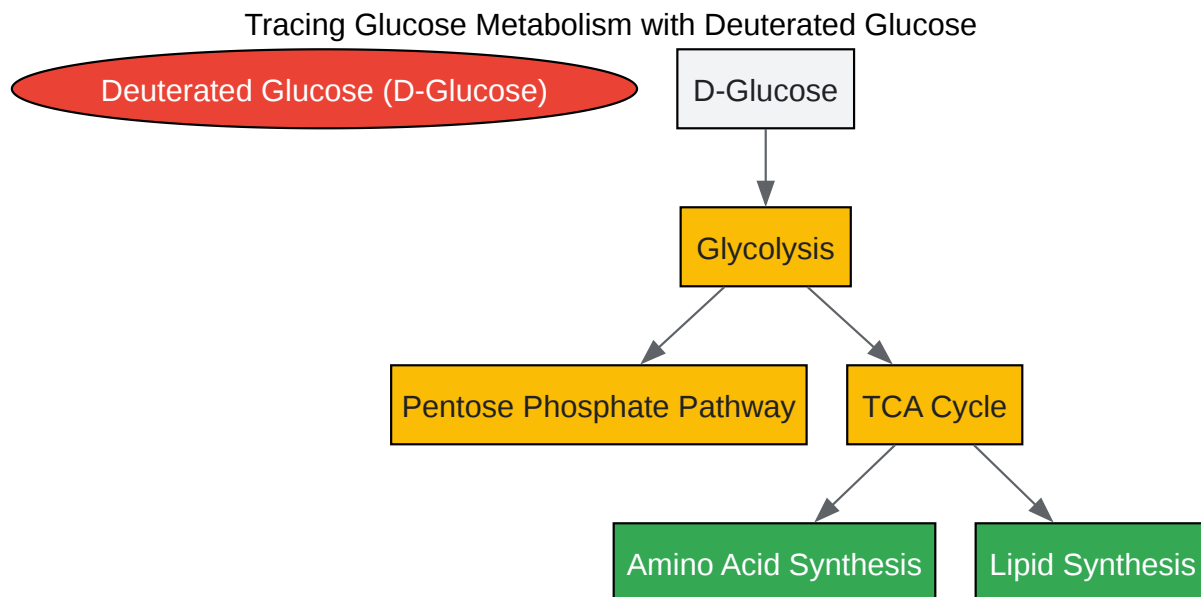 Tracing Glucose Metabolism with Deuterated Glucose
Deuterated Glucose (D-Glucose)
D-Glucose
Glycolysis
Pentose Phosphate Pathway
TCA Cycle
Amino Acid Synthesis
Lipid Synthesis